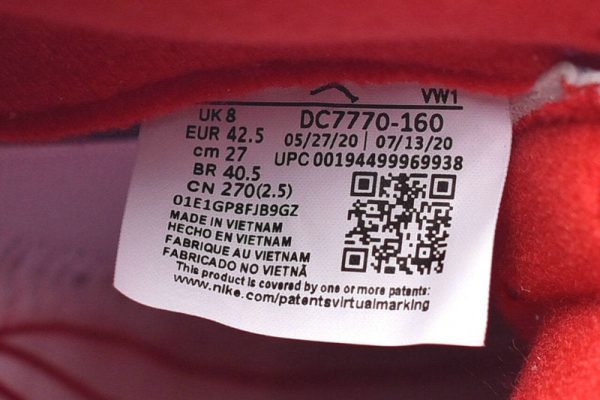 VW1
UK 8 DC7770-160
EUR 42.5 05/27/20 | 07/13/20
cm 27 UPC 00194499969938
BR 40.5
CN 270(2.5)
01E1GP8FJB9GZ
MADE IN VIETNAM
HECHO EN VIETNAM
FABRIQUE AU VIETNAM
FABRICADO NO VIETNÃ
This product is covered by one or more patents:
www.nike.com/patentsvirtualmarking